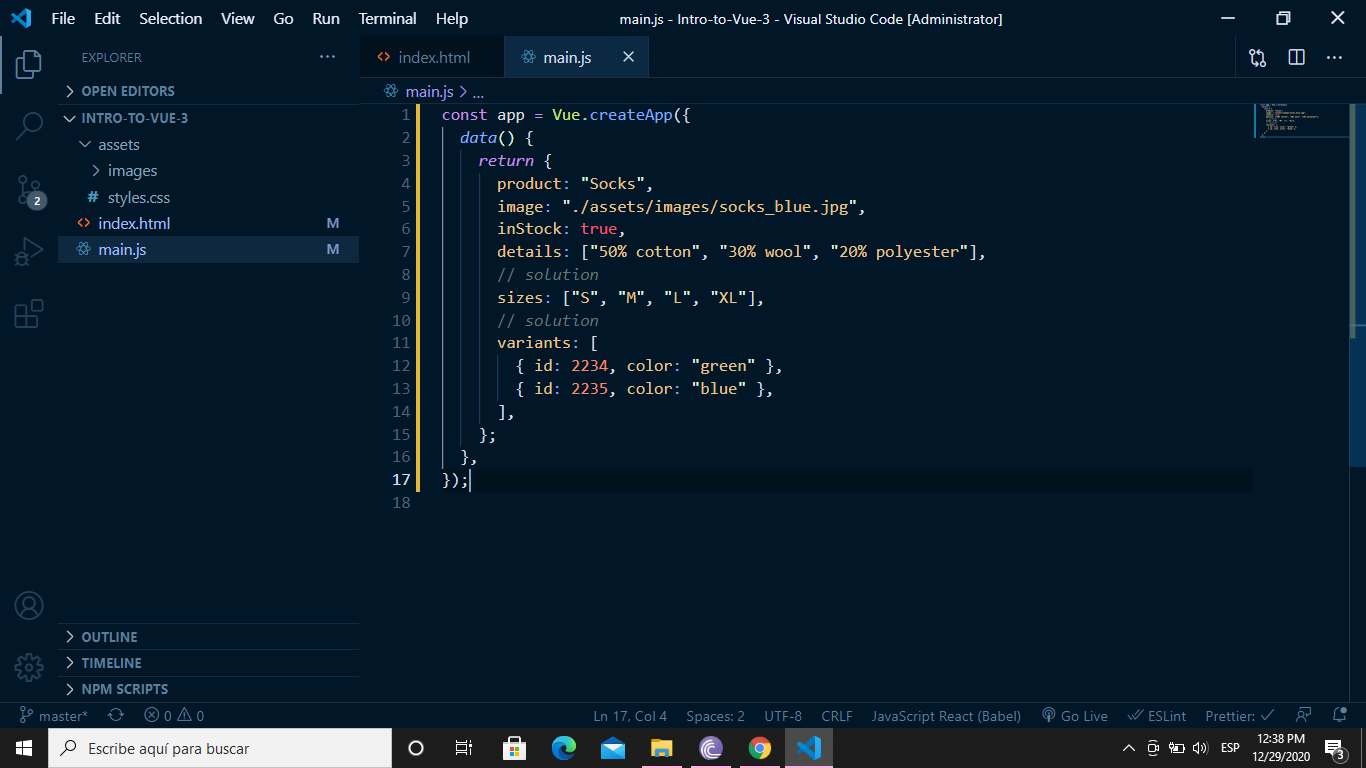 File Edit Selection View Go Run Terminal Help main.js - Intro-to-Vue-3 - Visual Studio Code [Administrator]
EXPLORER ···
OPEN EDITORS
INTRO-TO-VUE-3
assets
images
# styles.css
<> index.html M
main.js M
OUTLINE
TIMELINE
NPM SCRIPTS
2
<> index.html main.js ×
main.js > ...
1 const app = Vue.createApp({
2 data() {
3 return {
4 product: "Socks",
5 image: "./assets/images/socks_blue.jpg",
6 inStock: true,
7 details: ["50% cotton", "30% wool", "20% polyester"],
8 // solution
9 sizes: ["S", "M", "L", "XL"],
10 // solution
11 variants: [
12 { id: 2234, color: "green" },
13 { id: 2235, color: "blue" },
14 ],
15 };
16 },
17 });
18
master* 0 0 Ln 17, Col 4 Spaces: 2 UTF-8 CRLF JavaScript React (Babel) Go Live ESLint Prettier: ✓
Escribe aquí para buscar
ESP
12:38 PM
12/29/2020
3